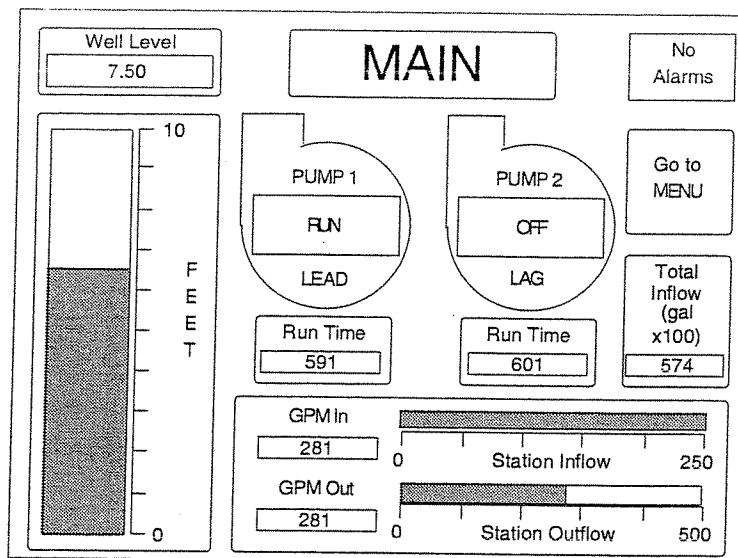 Well Level
7.50
MAIN
No
Alarms
10
FEET
0
PUMP 1
RUN
LEAD
PUMP 2
OFF
LAG
Go to
MENU
Run Time
591
Run Time
601
Total
Inflow
(gal
x100)
574
GPM In
281
0
Station Inflow
250
GPM Out
281
0
Station Outflow
500